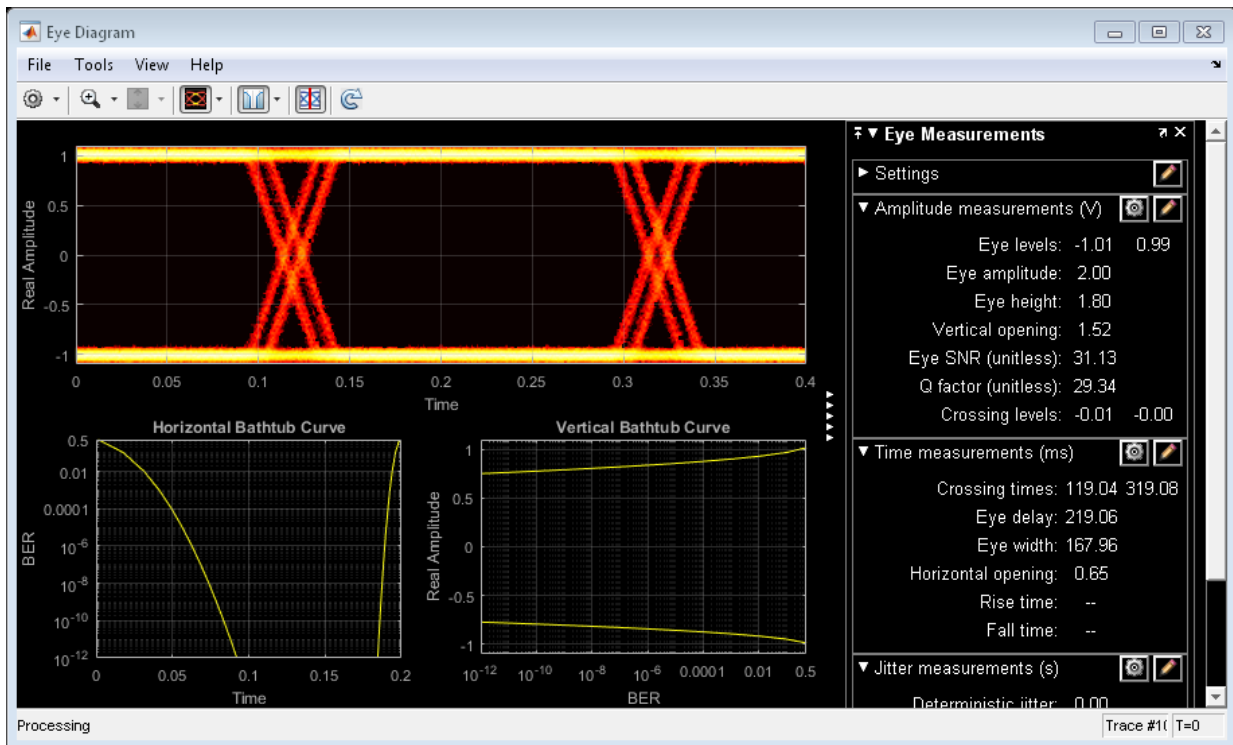 Eye Diagram
File Tools View Help
Real Amplitude
1
0.5
0
-0.5
-1
0 0.05 0.1 0.15 0.2 0.25 0.3 0.35 0.4
Time
Horizontal Bathtub Curve
BER
0.5
0.01
0.0001
10^-6
10^-8
10^-10
10^-12
0 0.05 0.1 0.15 0.2
Time
Vertical Bathtub Curve
Real Amplitude
1
0.5
0
-0.5
-1
10^-12 10^-10 10^-8 10^-6 0.0001 0.01 0.5
BER
Eye Measurements
Settings
Amplitude measurements (V)
Eye levels: -1.01 0.99
Eye amplitude: 2.00
Eye height: 1.80
Vertical opening: 1.52
Eye SNR (unitless): 31.13
Q factor (unitless): 29.34
Crossing levels: -0.01 -0.00
Time measurements (ms)
Crossing times: 119.04 319.08
Eye delay: 219.06
Eye width: 167.96
Horizontal opening: 0.65
Rise time: --
Fall time: --
Jitter measurements (s)
Deterministic jitter: 0.00
Processing
Trace #1( T=0